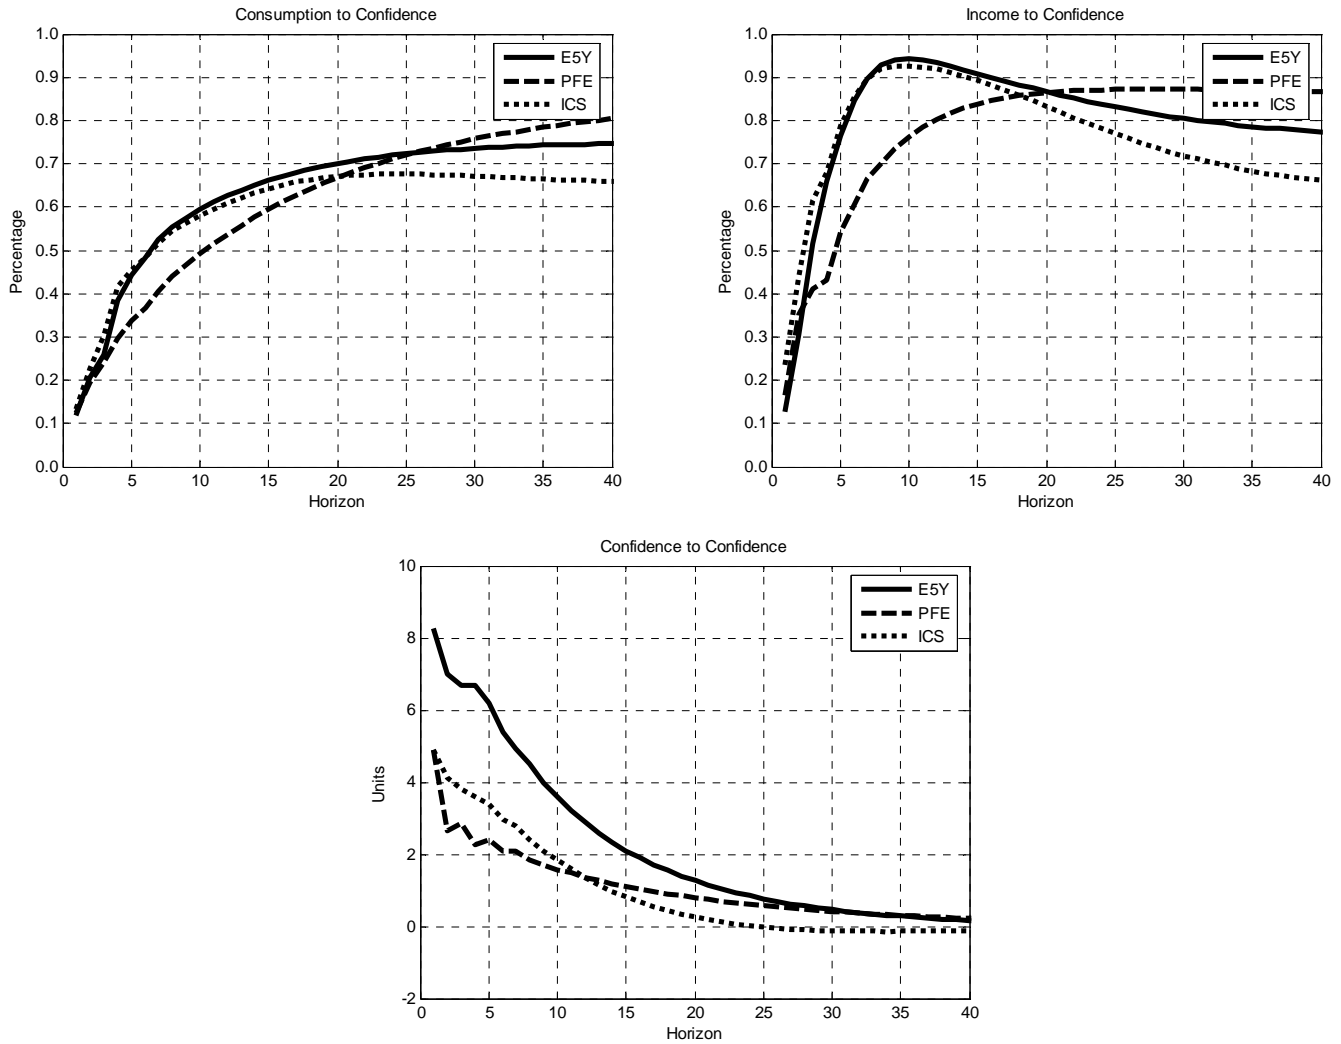 Consumption to Confidence
1.0
0.9
0.8
0.7
0.6
0.5
0.4
0.3
0.2
0.1
0.0
Percentage
E5Y
PFE
ICS
0 5 10 15 20 25 30 35 40
Horizon
Income to Confidence
1.0
0.9
0.8
0.7
0.6
0.5
0.4
0.3
0.2
0.1
0.0
Percentage
E5Y
PFE
ICS
0 5 10 15 20 25 30 35 40
Horizon
Confidence to Confidence
10
8
6
4
2
0
-2
Units
E5Y
PFE
ICS
0 5 10 15 20 25 30 35 40
Horizon